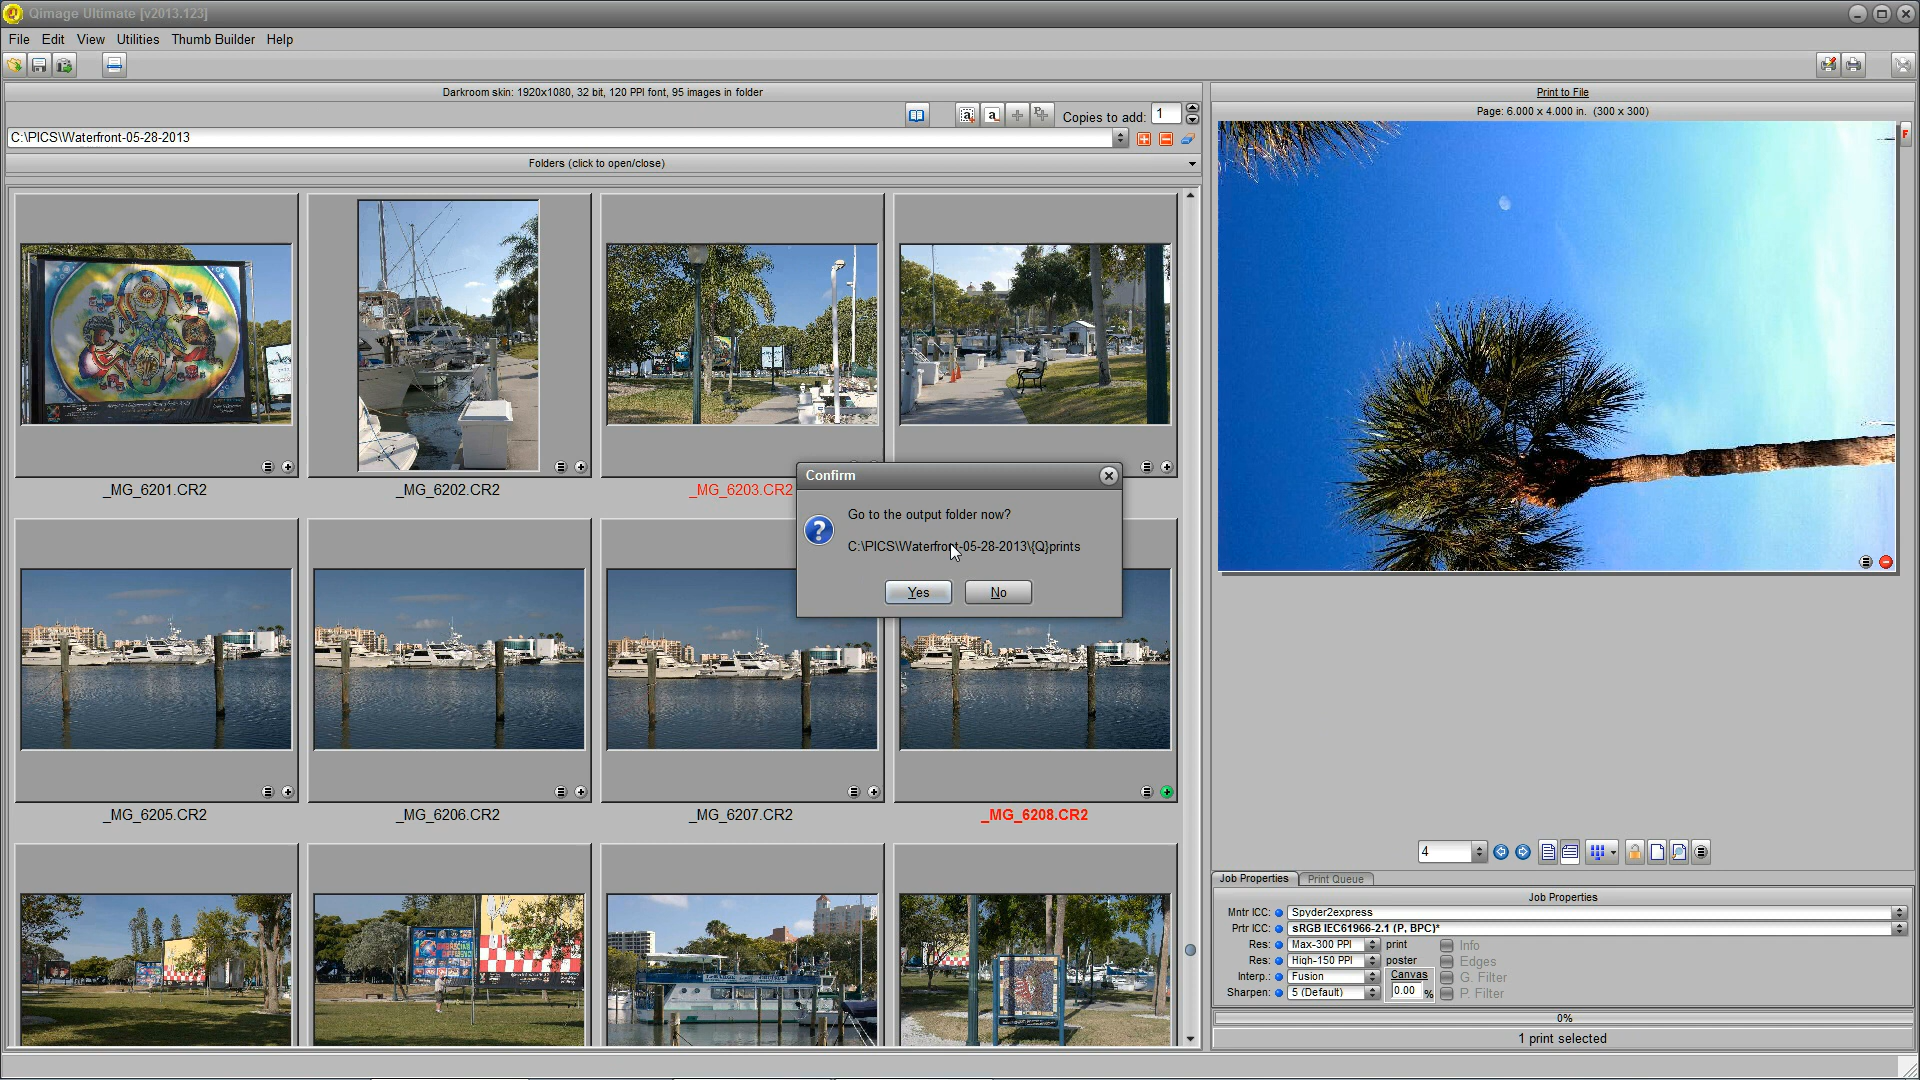 Qimage Ultimate [v2013.123]
File Edit View Utilities Thumb Builder Help
Darkroom skin: 1920x1080, 32 bit, 120 PPI font, 95 images in folder
Copies to add: 1
C:\PICS\Waterfront-05-28-2013
Folders (click to open/close)
_MG_6201.CR2
_MG_6202.CR2
_MG_6203.CR2
_MG_6205.CR2
_MG_6206.CR2
_MG_6207.CR2
_MG_6208.CR2
Confirm
Go to the output folder now?
C:\PICS\Waterfront-05-28-2013\{Q}prints
Yes No
Print to File
Page: 6.000 x 4.000 in. (300 x 300)
F
4
Job Properties Print Queue
Job Properties
Mntr ICC: Spyder2express
Prtr ICC: sRGB IEC61966-2.1 (P, BPC)*
Res: Max-300 PPI print Info
Res: High-150 PPI poster Edges
Interp.: Fusion Canvas G. Filter
Sharpen: 5 (Default) 0.00 % P. Filter
0%
1 print selected